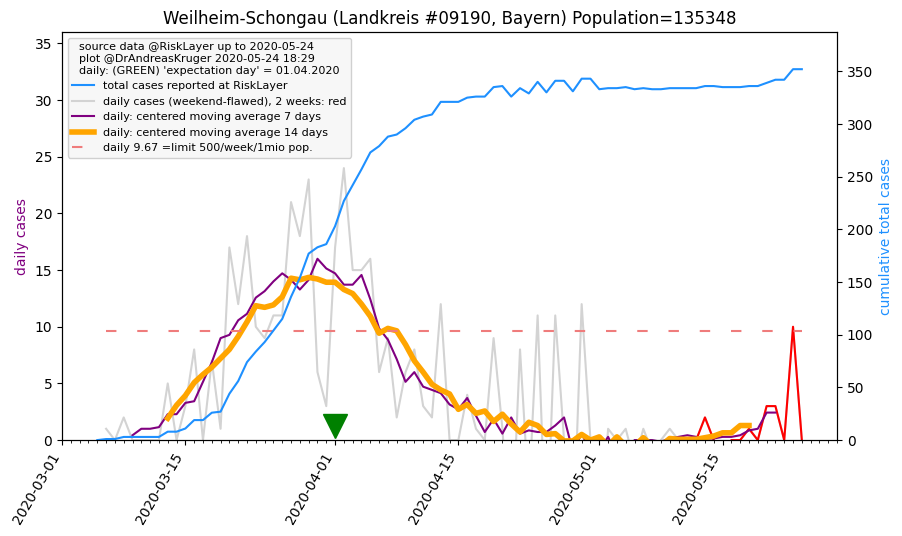 Weilheim-Schongau (Landkreis #09190, Bayern) Population=135348
source data @RiskLayer up to 2020-05-24
plot @DrAndreasKruger 2020-05-24 18:29
daily: (GREEN) 'expectation day' = 01.04.2020
total cases reported at RiskLayer
daily cases (weekend-flawed), 2 weeks: red
daily: centered moving average 7 days
daily: centered moving average 14 days
daily 9.67 =limit 500/week/1mio pop.
daily cases
35
30
25
20
15
10
5
0
cumulative total cases
350
300
250
200
150
100
50
0
2020-03-01
2020-03-15
2020-04-01
2020-04-15
2020-05-01
2020-05-15